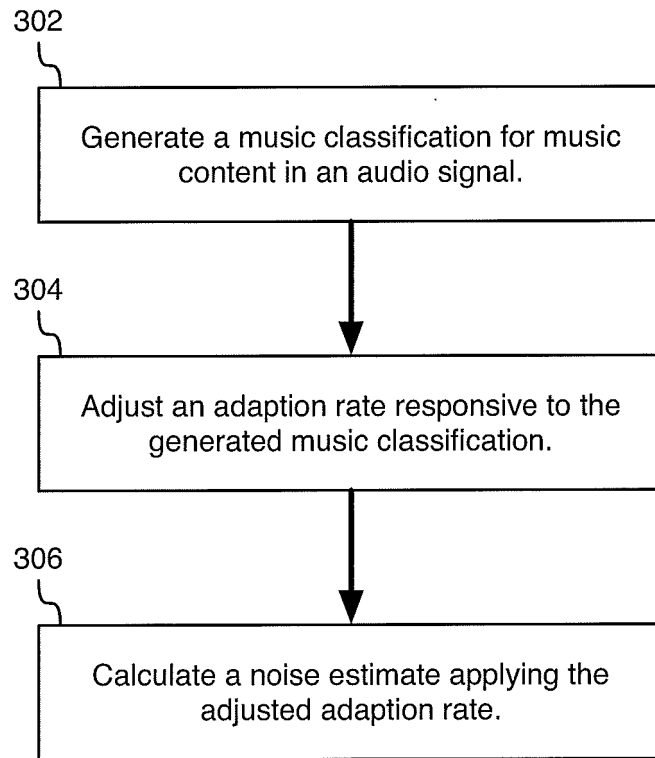 302
Generate a music classification for music
content in an audio signal.
304
Adjust an adaption rate responsive to the
generated music classification.
306
Calculate a noise estimate applying the
adjusted adaption rate.